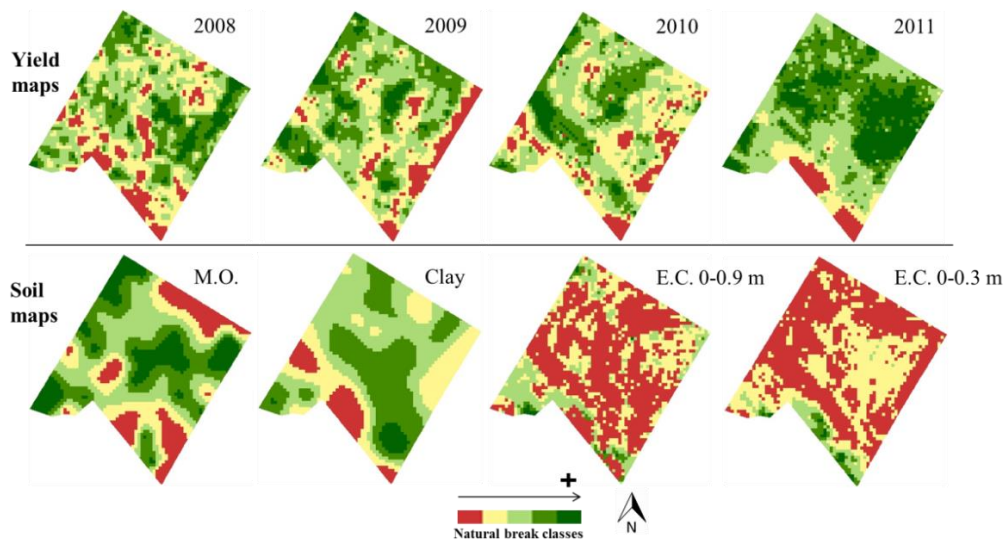 2008
2009
2010
2011
Yield
maps
M.O.
Clay
E.C. 0-0.9 m
E.C. 0-0.3 m
Soil
maps
+
N
Natural break classes